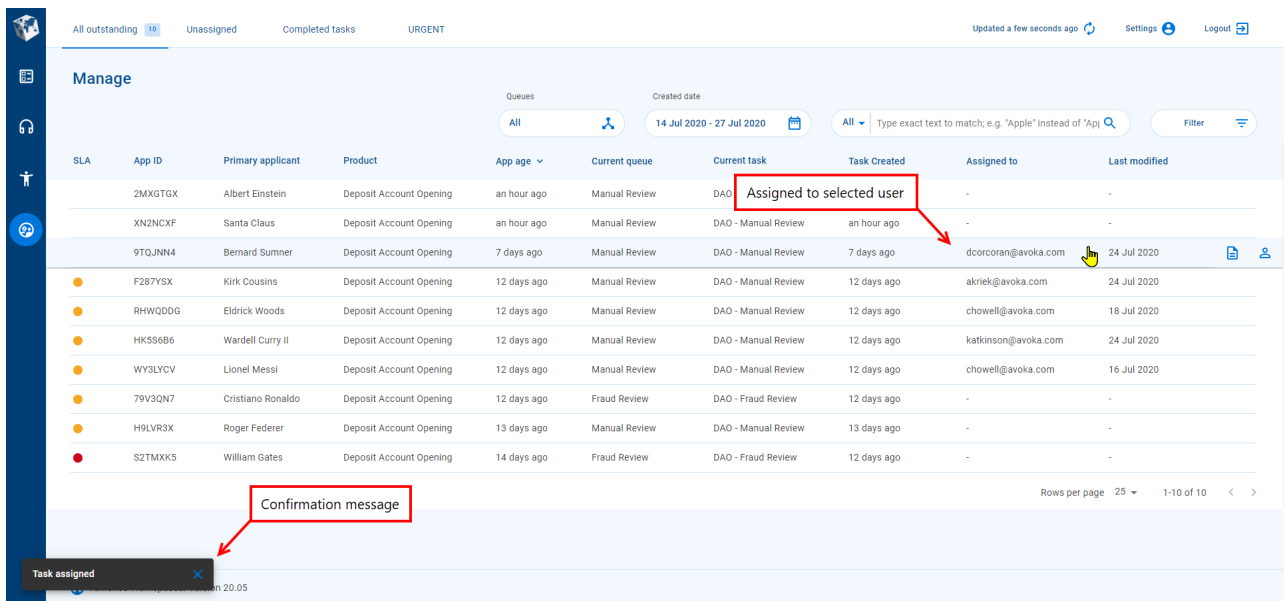 All outstanding 10 Unassigned Completed tasks URGENT Updated a few seconds ago Settings Logout
Manage
Queues Created date
All 14 Jul 2020 - 27 Jul 2020 All Type exact text to match; e.g. "Apple" instead of "Ap Filter
SLA App ID Primary applicant Product App age Current queue Current task Task Created Assigned to Last modified
2MXGTGX Albert Einstein Deposit Account Opening an hour ago Manual Review DAO - -
Assigned to selected user
XN2NCXF Santa Claus Deposit Account Opening an hour ago Manual Review DAO - Manual Review an hour ago - -
9TQJNN4 Bernard Sumner Deposit Account Opening 7 days ago Manual Review DAO - Manual Review 7 days ago dcorcoran@avoka.com 24 Jul 2020
F287YSX Kirk Cousins Deposit Account Opening 12 days ago Manual Review DAO - Manual Review 12 days ago akriek@avoka.com 24 Jul 2020
RHWQDDG Eldrick Woods Deposit Account Opening 12 days ago Manual Review DAO - Manual Review 12 days ago chowell@avoka.com 18 Jul 2020
HK5S6B6 Wardell Curry II Deposit Account Opening 12 days ago Manual Review DAO - Manual Review 12 days ago katkinson@avoka.com 24 Jul 2020
WY3LYCV Lionel Messi Deposit Account Opening 12 days ago Manual Review DAO - Manual Review 12 days ago chowell@avoka.com 16 Jul 2020
79V3QN7 Cristiano Ronaldo Deposit Account Opening 12 days ago Fraud Review DAO - Fraud Review 12 days ago - -
H9LVR3X Roger Federer Deposit Account Opening 13 days ago Manual Review DAO - Manual Review 13 days ago - -
S2TMXK5 William Gates Deposit Account Opening 14 days ago Fraud Review DAO - Fraud Review 12 days ago - -
Rows per page 25 1-10 of 10
Confirmation message
Task assigned
20.05